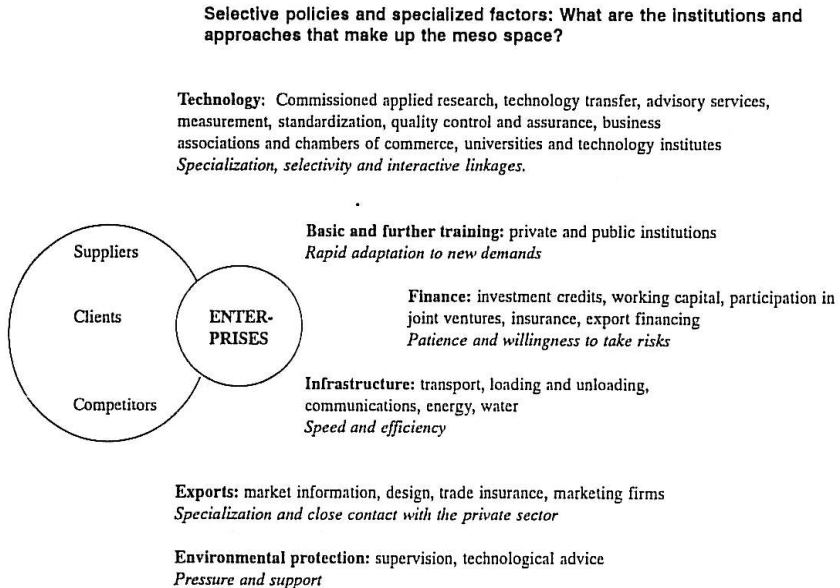 Selective policies and specialized factors: What are the institutions and
approaches that make up the meso space?
Technology: Commissioned applied research, technology transfer, advisory services,
measurement, standardization, quality control and assurance, business
associations and chambers of commerce, universities and technology institutes
Specialization, selectivity and interactive linkages.
Basic and further training: private and public institutions
Rapid adaptation to new demands
Suppliers
Finance: investment credits, working capital, participation in
joint ventures, insurance, export financing
Patience and willingness to take risks
Clients
ENTER-
PRISES
Infrastructure: transport, loading and unloading,
communications, energy, water
Speed and efficiency
Competitors
Exports: market information, design, trade insurance, marketing firms
Specialization and close contact with the private sector
Environmental protection: supervision, technological advice
Pressure and support